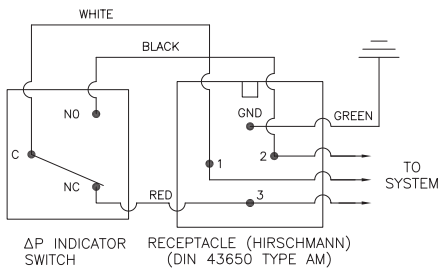 WHITE
BLACK
NO
GND
GREEN
C
1
2
NC
RED
3
TO
SYSTEM
ΔP INDICATOR
SWITCH
RECEPTACLE (HIRSCHMANN)
(DIN 43650 TYPE AM)